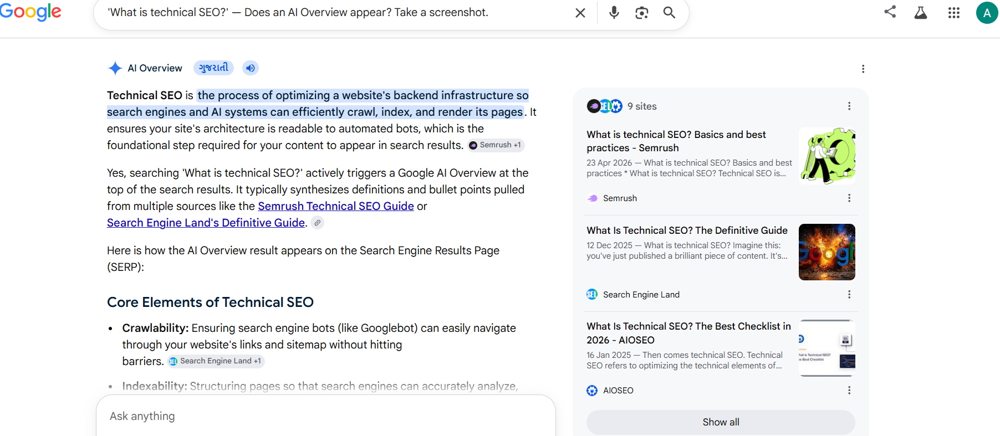 Google
'What is technical SEO?' — Does an AI Overview appear? Take a screenshot.
A
AI Overview
ગુજરાતી
Technical SEO is the process of optimizing a website's backend infrastructure so
search engines and AI systems can efficiently crawl, index, and render its pages. It
ensures your site's architecture is readable to automated bots, which is the
foundational step required for your content to appear in search results. Semrush +1
Yes, searching 'What is technical SEO?' actively triggers a Google AI Overview at the
top of the search results. It typically synthesizes definitions and bullet points pulled
from multiple sources like the Semrush Technical SEO Guide or
Search Engine Land's Definitive Guide.
Here is how the AI Overview result appears on the Search Engine Results Page
(SERP):
Core Elements of Technical SEO
• Crawlability: Ensuring search engine bots (like Googlebot) can easily navigate
through your website's links and sitemap without hitting
barriers. SEL Search Engine Land +1
• Indexability: Structuring pages so that search engines can accurately analyze,
Ask anything
SEL
9 sites
What is technical SEO? Basics and best
practices - Semrush
23 Apr 2026 — What is technical SEO? Basics and best
practices * What is technical SEO? Technical SEO is...
Semrush
What Is Technical SEO? The Definitive Guide
12 Dec 2025 — What is technical SEO? Imagine this:
you've just published a brilliant piece of content. It's...
Google
SEL Search Engine Land
What Is Technical SEO? The Best Checklist in
2026 - AIOSEO
16 Jan 2025 — Then comes technical SEO. Technical
SEO refers to optimizing the technical elements of...
hat Is Technical SEO?
he Best Checklist
AIOSEO
Show all